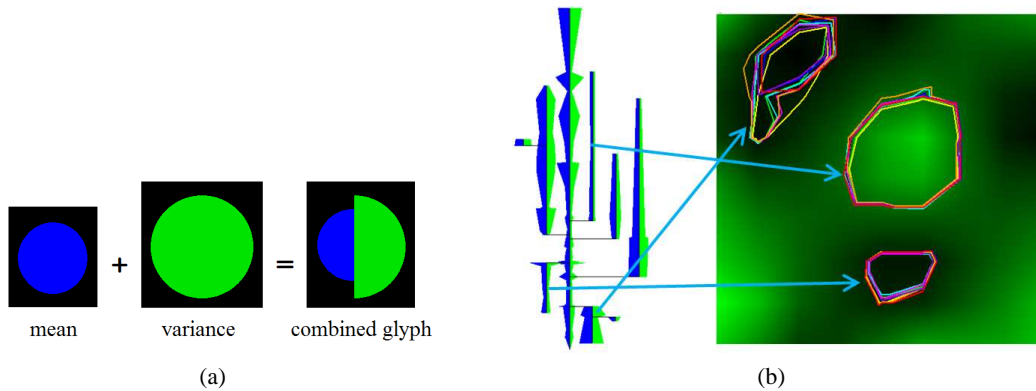 + =
mean variance combined glyph
(a) (b)